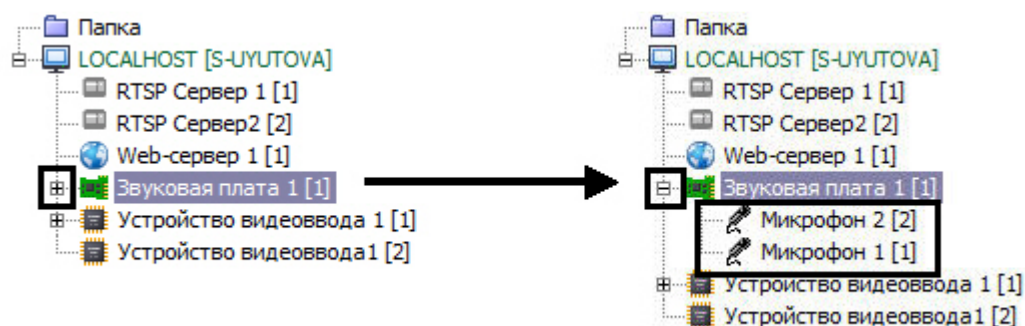 Папка
LOCALHOST [S-UYUTOVA]
RTSP Сервер 1 [1]
RTSP Сервер2 [2]
Web-сервер 1 [1]
Звуковая плата 1 [1]
Устройство видеоввода 1 [1]
Устройство видеоввода1 [2]
Папка
LOCALHOST [S-UYUTOVA]
RTSP Сервер 1 [1]
RTSP Сервер2 [2]
Web-сервер 1 [1]
Звуковая плата 1 [1]
Микрофон 2 [2]
Микрофон 1 [1]
Устройство видеоввода 1 [1]
Устройство видеоввода1 [2]